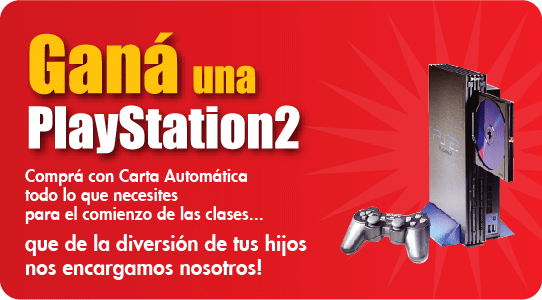 Ganá una
PlayStation2
Comprá con Carta Automática
todo lo que necesites
para el comienzo de las clases...
que de la diversión de tus hijos
nos encargamos nosotros!